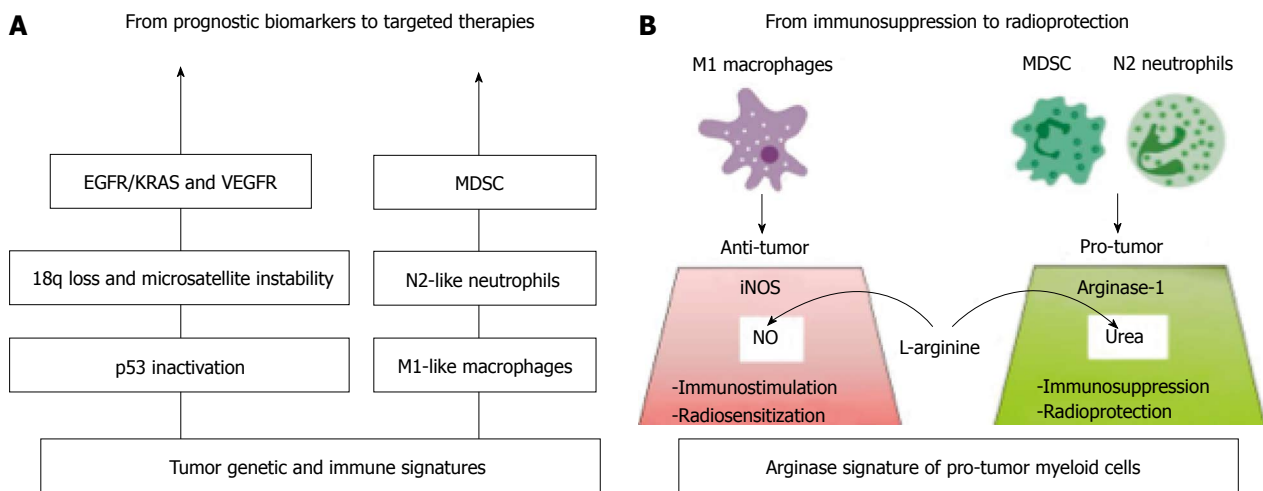 A
From prognostic biomarkers to targeted therapies
EGFR/KRAS and VEGFR
MDSC
18q loss and microsatellite instability
N2-like neutrophils
p53 inactivation
M1-like macrophages
Tumor genetic and immune signatures
B
From immunosuppression to radioprotection
M1 macrophages
MDSC
N2 neutrophils
Anti-tumor
Pro-tumor
iNOS
Arginase-1
NO
L-arginine
Urea
-Immunostimulation
-Radiosensitization
-Immunosuppression
-Radioprotection
Arginase signature of pro-tumor myeloid cells